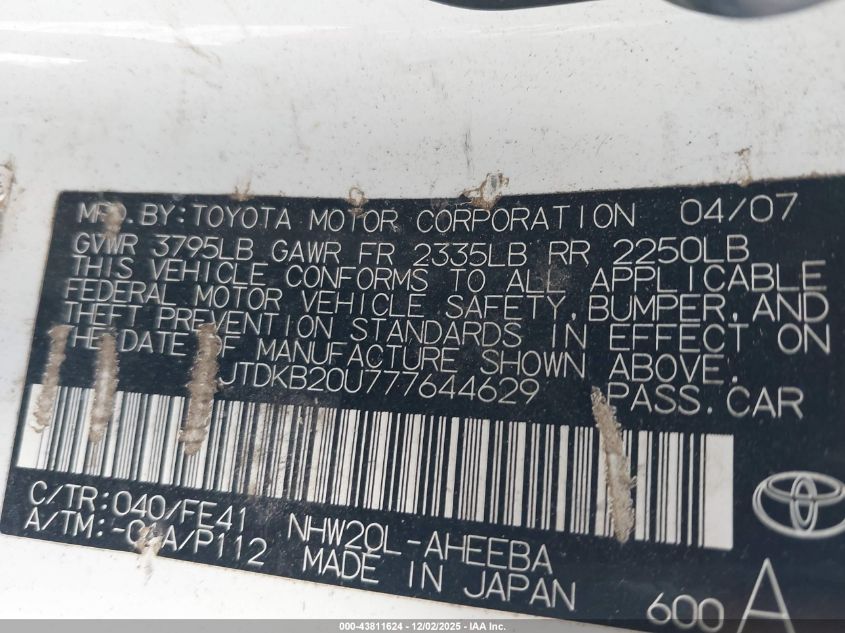 MFD. BY: TOYOTA MOTOR CORPORATION 04/07
GVWR 3795LB GAWR FR 2335LB RR 2250LB
THIS VEHICLE CONFORMS TO ALL APPLICABLE
FEDERAL MOTOR VEHICLE SAFETY, BUMPER, AND
THEFT PREVENTION STANDARDS IN EFFECT ON
THE DATE OF MANUFACTURE SHOWN ABOVE.
JTDKB20U777644629 PASS. CAR
C/TR: 040/FE41
A/TM: -04A/P112
NHW20L-AHEEBA
MADE IN JAPAN
600 A
000-43811624 - 12/02/2025 - IAA Inc.